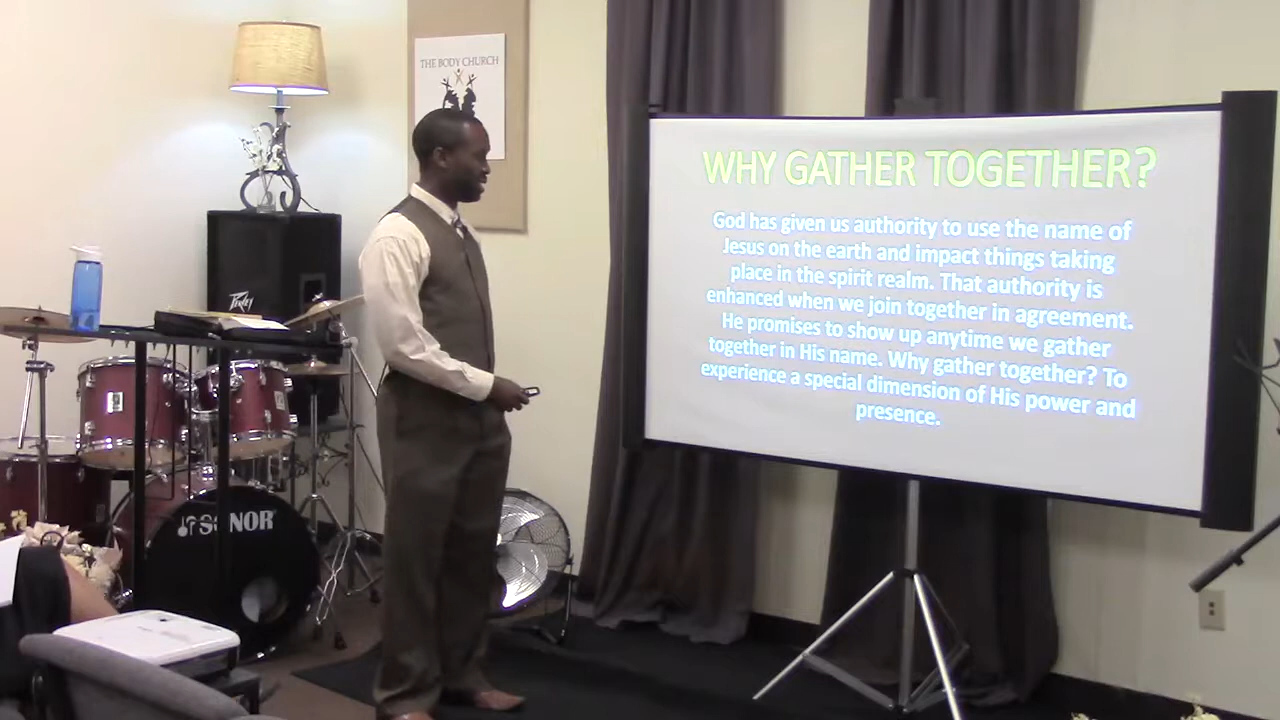 THE BODY CHURCH
WHY GATHER TOGETHER?
God has given us authority to use the name of
Jesus on the earth and impact things taking
place in the spirit realm. That authority is
enhanced when we join together in agreement.
He promises to show up anytime we gather
together in His name. Why gather together? To
experience a special dimension of His power and
presence.
Peavey
SONOR